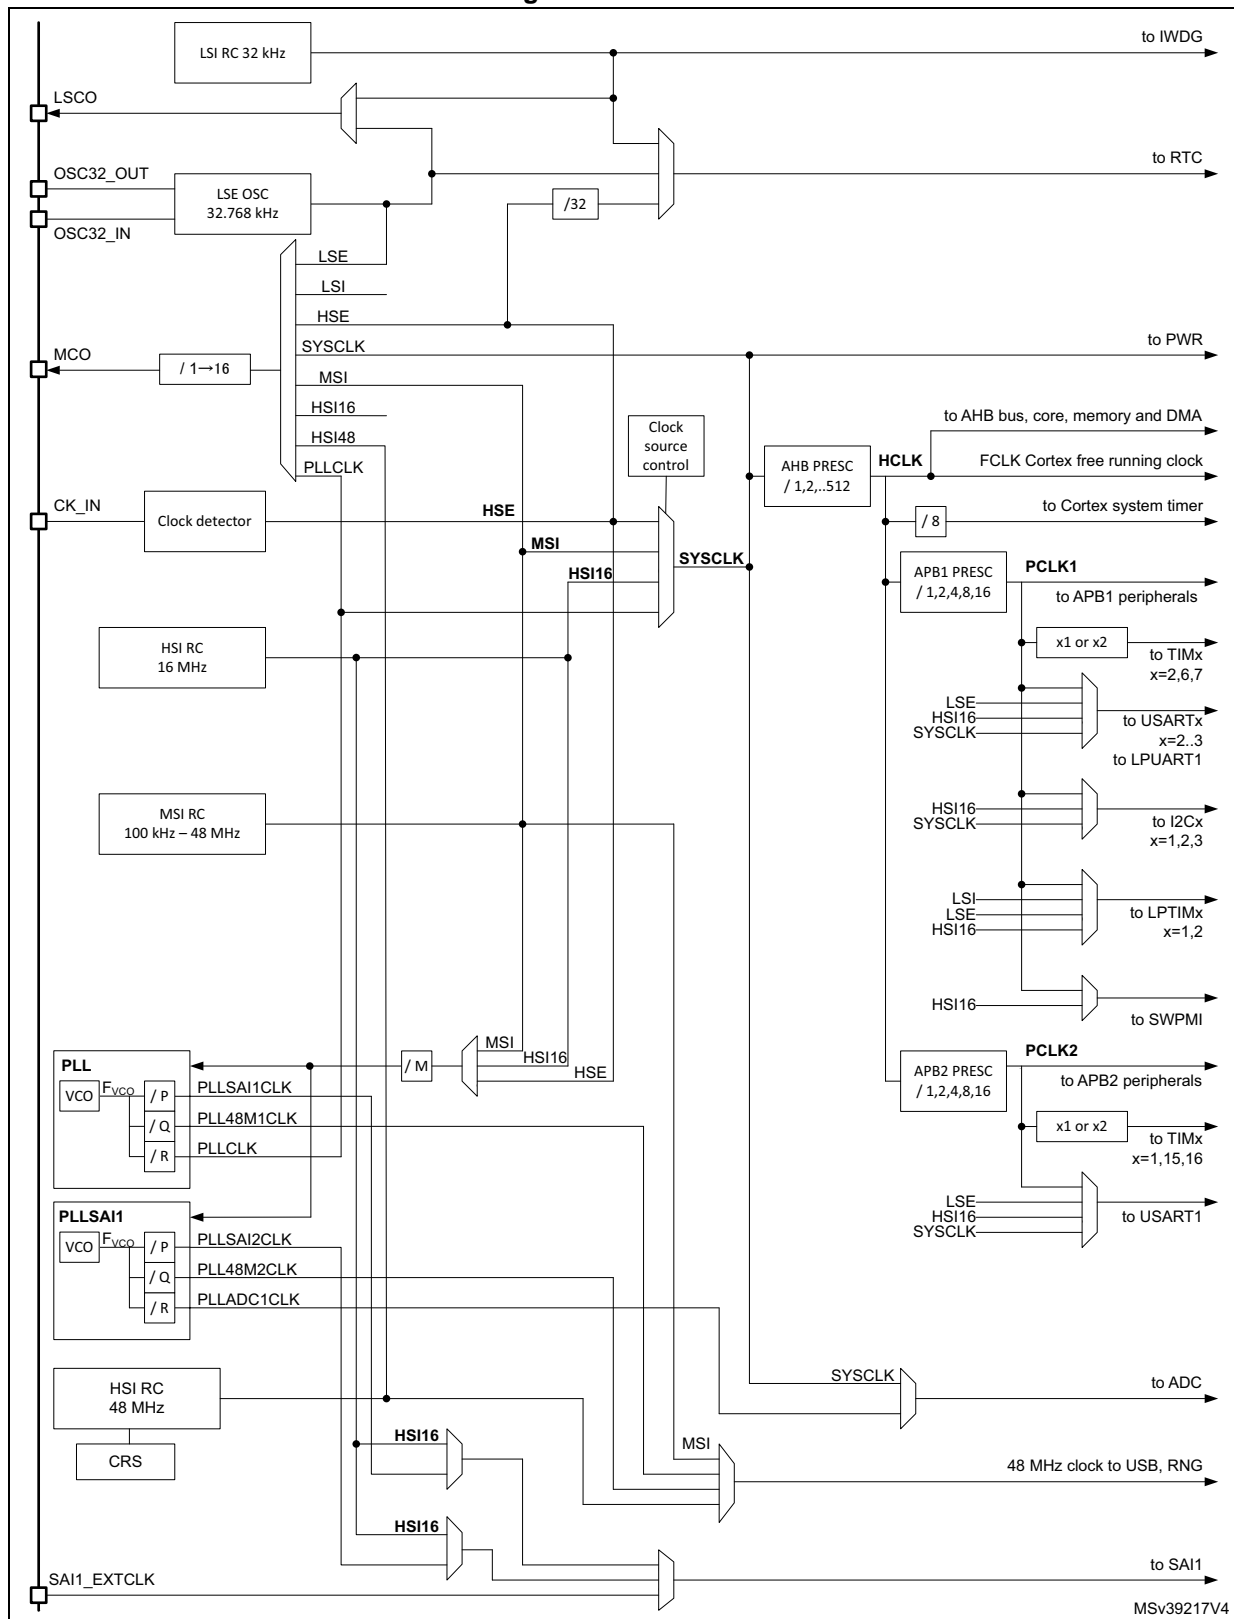 LSI RC 32 kHz
to IWDG
LSCO
OSC32_OUT
to RTC
LSE OSC
32.768 kHz
/32
OSC32_IN
LSE
LSI
HSE
SYSCLK
to PWR
MCO
/ 1→16
MSI
HSI16
HSI48
PLLCLK
Clock
source
control
to AHB bus, core, memory and DMA
AHB PRESC
/ 1,2,..512
HCLK
FCLK Cortex free running clock
CK_IN
Clock detector
HSE
MSI
HSI16
SYSCLK
/ 8
to Cortex system timer
APB1 PRESC
/ 1,2,4,8,16
PCLK1
to APB1 peripherals
HSI RC
16 MHz
x1 or x2
to TIMx
x=2,6,7
LSE
HSI16
SYSCLK
to USARTx
x=2..3
to LPUART1
MSI RC
100 kHz – 48 MHz
HSI16
SYSCLK
to I2Cx
x=1,2,3
LSI
LSE
HSI16
to LPTIMx
x=1,2
HSI16
to SWPMI
MSI
HSI16
HSE
/ M
PLL
VCO
FVCO
/ P
PLLSAI1CLK
/ Q
PLL48M1CLK
/ R
PLLCLK
APB2 PRESC
/ 1,2,4,8,16
PCLK2
to APB2 peripherals
x1 or x2
to TIMx
x=1,15,16
LSE
HSI16
SYSCLK
to USART1
PLLSAI1
VCO
FVCO
/ P
PLLSAI2CLK
/ Q
PLL48M2CLK
/ R
PLLADC1CLK
SYSCLK
to ADC
HSI RC
48 MHz
CRS
HSI16
MSI
48 MHz clock to USB, RNG
HSI16
SAI1_EXTCLK
to SAI1
MSv39217V4